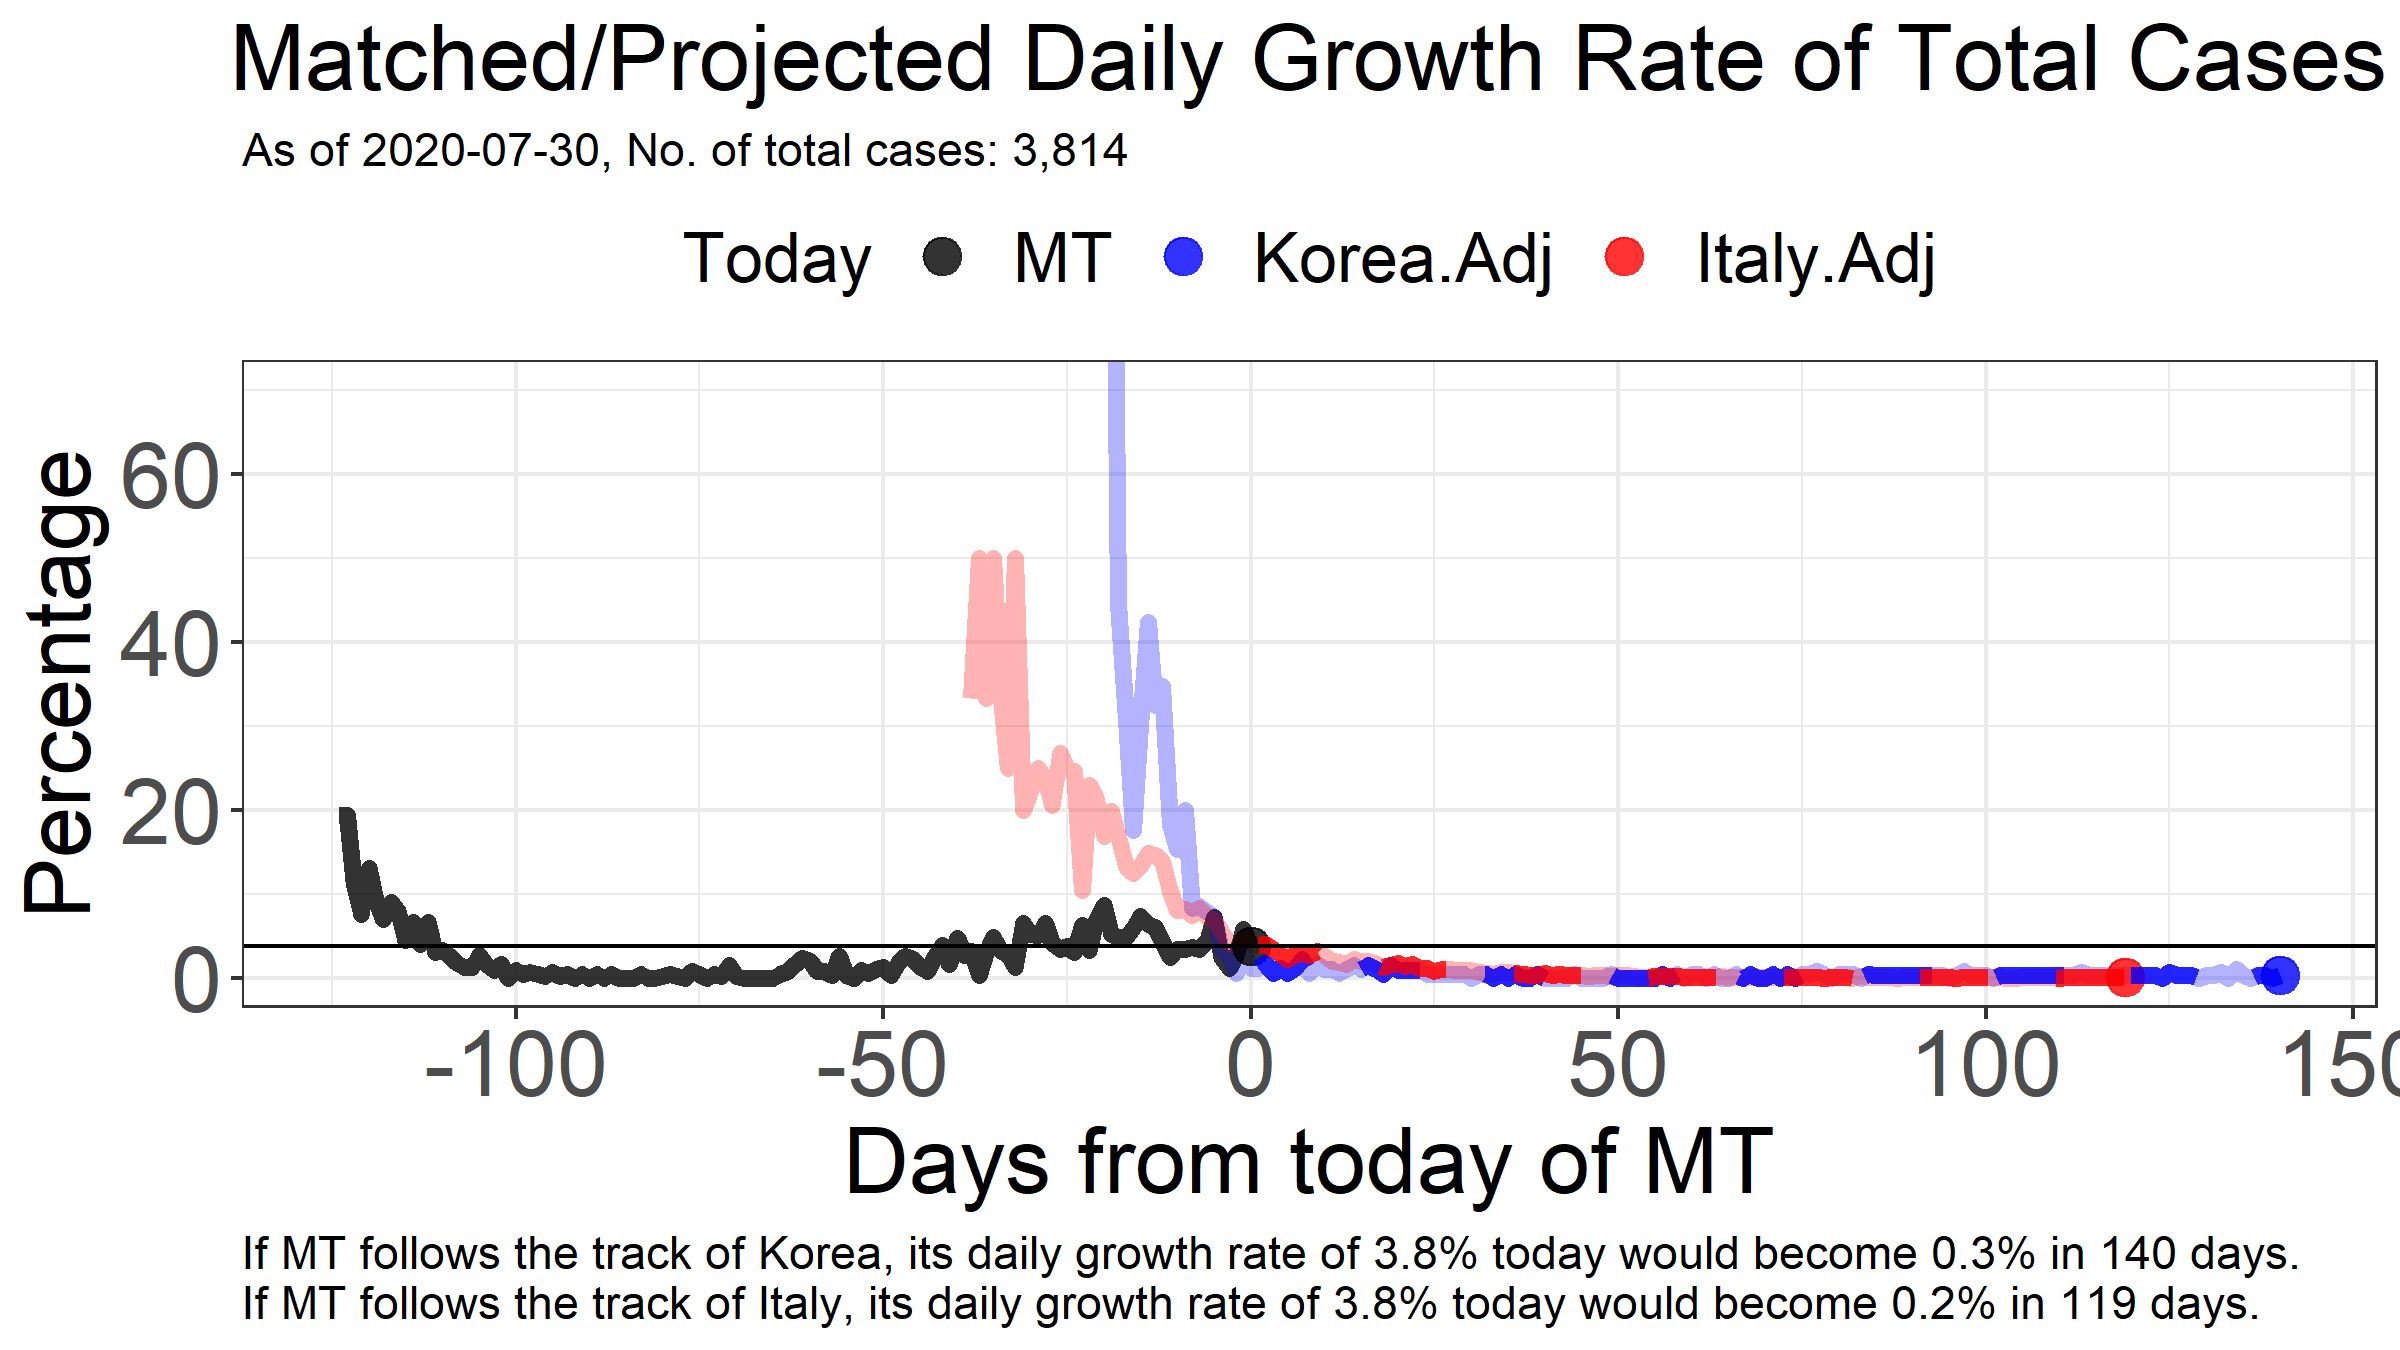 Matched/Projected Daily Growth Rate of Total Cases
As of 2020-07-30, No. of total cases: 3,814
Today MT Korea.Adj Italy.Adj
Percentage
60
40
20
0
-100 -50 0 50 100 150
Days from today of MT
If MT follows the track of Korea, its daily growth rate of 3.8% today would become 0.3% in 140 days.
If MT follows the track of Italy, its daily growth rate of 3.8% today would become 0.2% in 119 days.